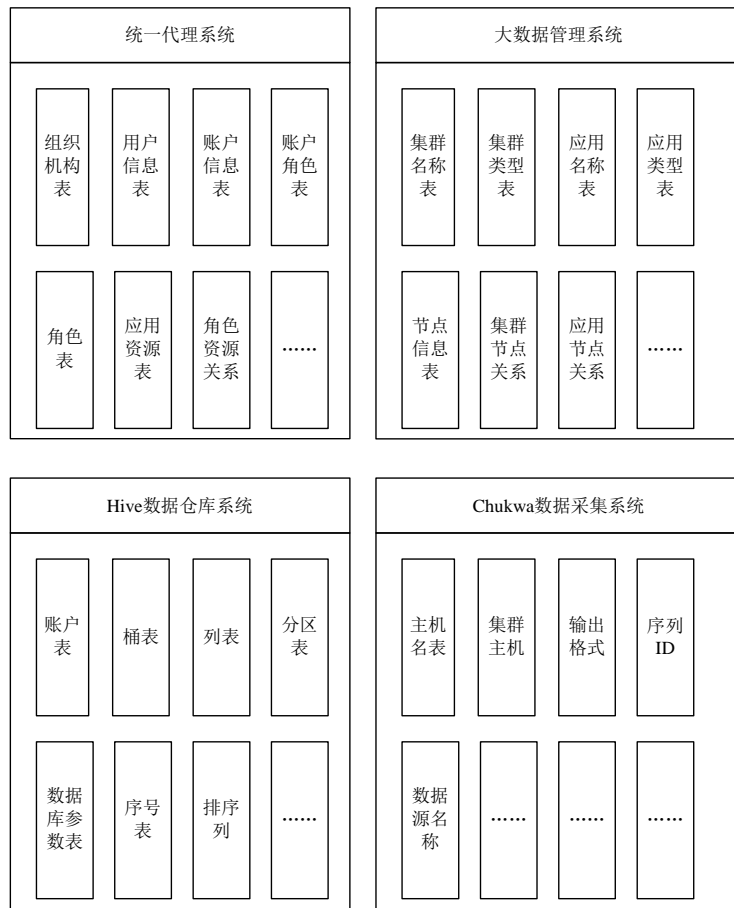 统一代理系统
组织
机构
表
用户
信息
表
账户
信息
表
账户
角色
表
角色
表
应用
资源
表
角色
资源
关系
……
大数据管理系统
集群
名称
表
集群
类型
表
应用
名称
表
应用
类型
表
节点
信息
表
集群
节点
关系
应用
节点
关系
……
Hive数据仓库系统
账户
表
桶表
列表
分区
表
数据
库参
数表
序号
表
排序
列
……
Chukwa数据采集系统
主机
名表
集群
主机
输出
格式
序列
ID
数据
源名
称
……
……
……